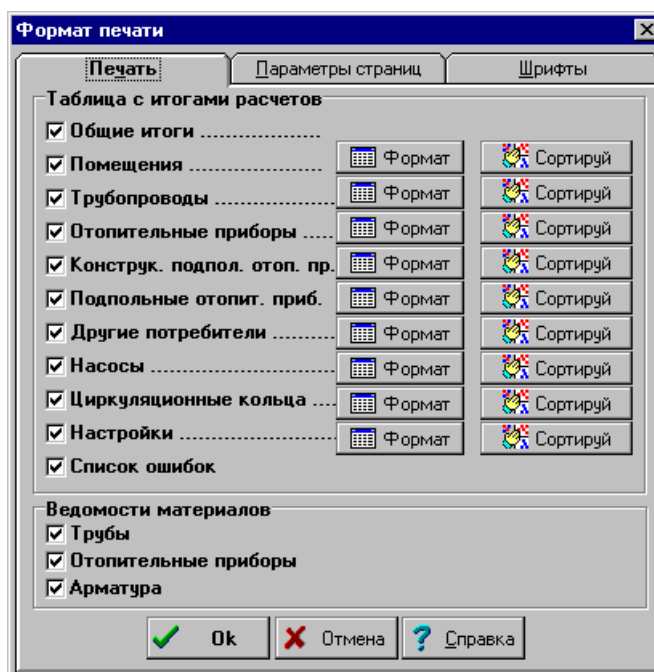 Формат печати
Печать Параметры страниц Шрифты
Таблица с итогами расчетов
Общие итоги ....................
Помещения ...................... Формат Сортируй
Трубопроводы ................... Формат Сортируй
Отопительные приборы ..... Формат Сортируй
Конструк. подпол. отоп. пр. Формат Сортируй
Подпольные отопит. приб. Формат Сортируй
Другие потребители ........... Формат Сортируй
Насосы ............................ Формат Сортируй
Циркуляционные кольца .... Формат Сортируй
Настройки ........................ Формат Сортируй
Список ошибок Формат Сортируй
Ведомости материалов
Трубы
Отопительные приборы
Арматура
Ok Отмена Справка